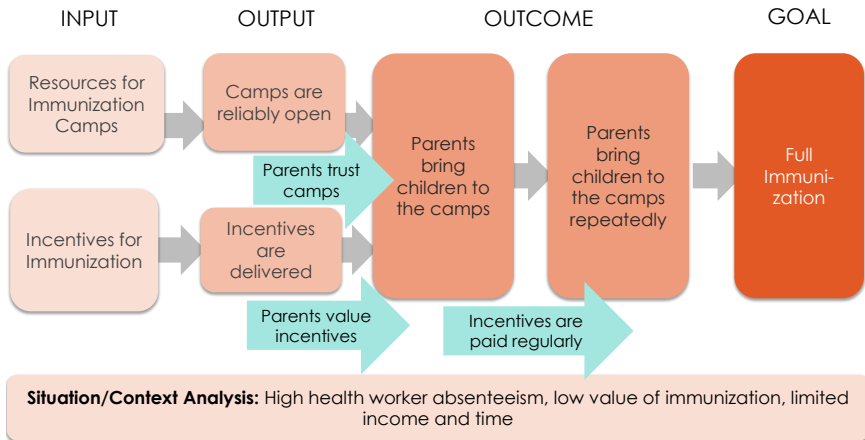 INPUT
OUTPUT
OUTCOME
GOAL
Resources for
Immunization
Camps
Camps are
reliably open
Parents
bring
children to
the camps
Parents
bring
children to
the camps
repeatedly
Full
Immuni-
zation
Parents trust
camps
Incentives for
Immunization
Incentives
are
delivered
Parents value
incentives
Incentives are
paid regularly
Situation/Context Analysis: High health worker absenteeism, low value of immunization, limited
income and time